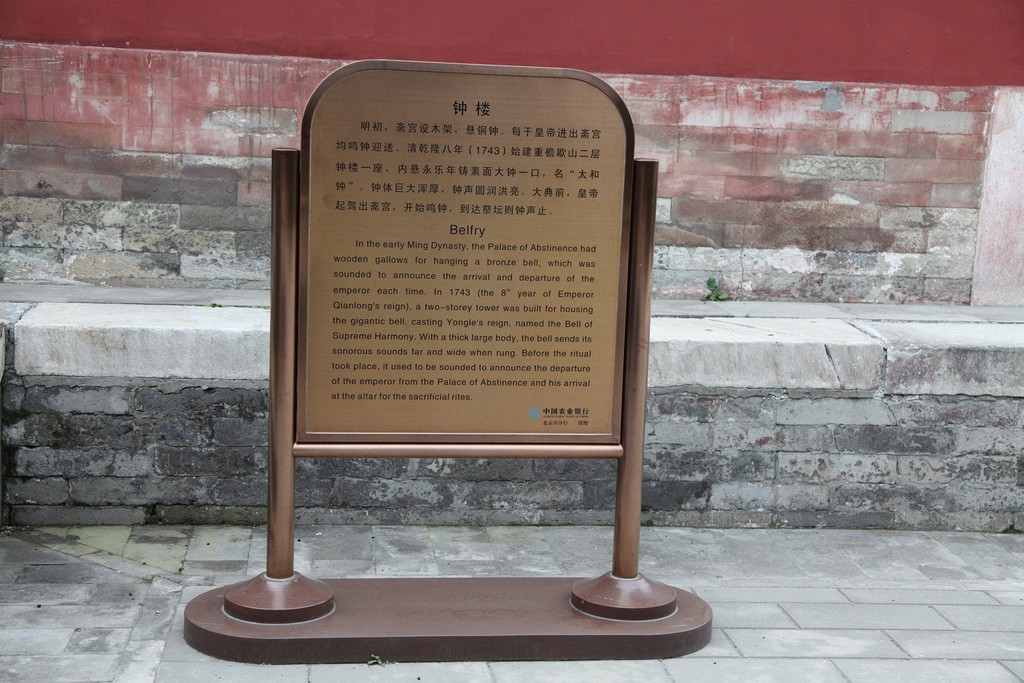 钟楼
明初，斋宫设木架，悬铜钟。每于皇帝进出斋宫
均鸣钟迎送。清乾隆八年（1743）始建重檐歇山二层
钟楼一座，内悬永乐年铸素面大钟一口，名“太和
钟”。钟体巨大浑厚，钟声圆润洪亮。大典前，皇帝
起驾出斋宫，开始鸣钟，到达祭坛则钟声止。
Belfry
In the early Ming Dynasty, the Palace of Abstinence had
wooden gallows for hanging a bronze bell, which was
sounded to announce the arrival and departure of the
emperor each time. In 1743 (the 8th year of Emperor
Qianlong's reign), a two-storey tower was built for housing
the gigantic bell, casting Yongle's reign, named the Bell of
Supreme Harmony. With a thick large body, the bell sends its
sonorous sounds far and wide when rung. Before the ritual
took place, it used to be sounded to announce the departure
of the emperor from the Palace of Abstinence and his arrival
at the altar for the sacrificial rites.
中国农业银行
AGRICULTURAL BANK OF CHINA
北京市分行